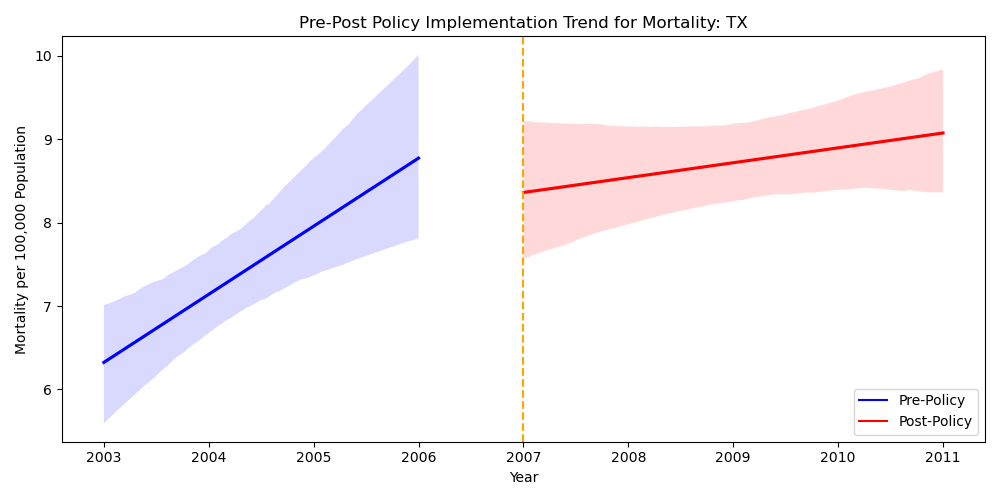 Pre-Post Policy Implementation Trend for Mortality: TX
Mortality per 100,000 Population
10
9
8
7
6
2003 2004 2005 2006 2007 2008 2009 2010 2011
Year
Pre-Policy
Post-Policy